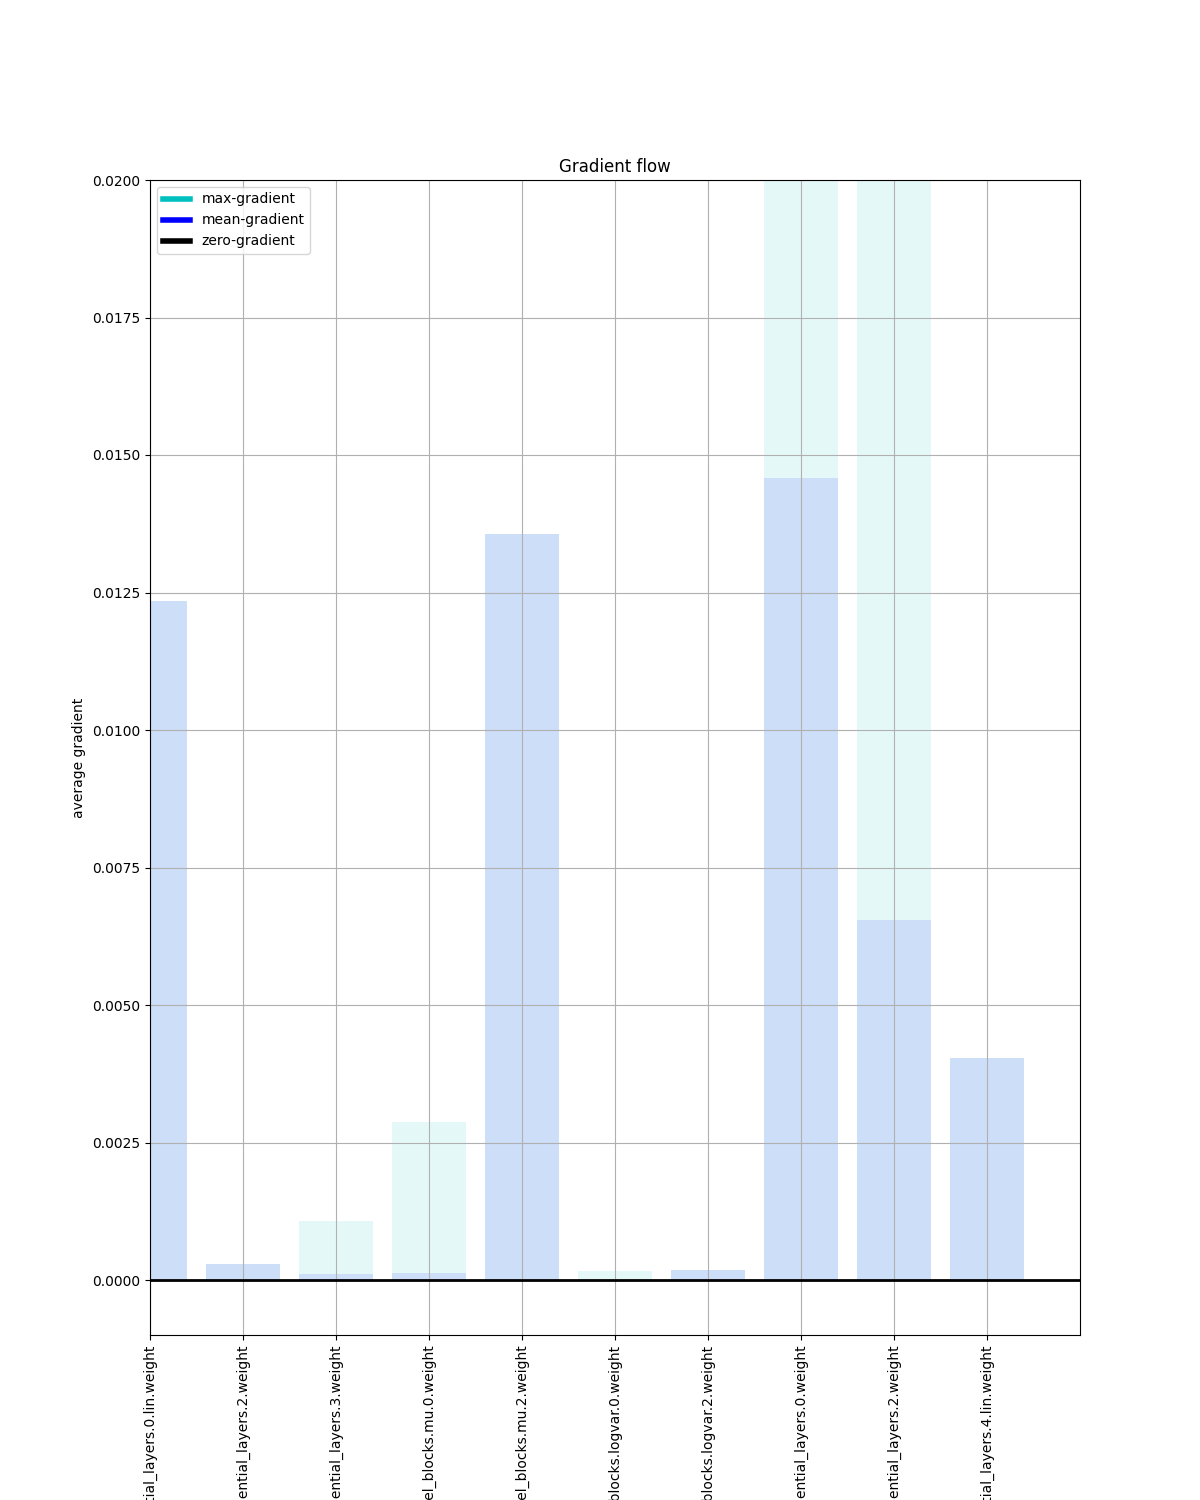 Gradient flow
max-gradient
mean-gradient
zero-gradient
0.0200
0.0175
0.0150
0.0125
0.0100
0.0075
0.0050
0.0025
0.0000
average gradient
tial_layers.0.lin.weight
ential_layers.2.weight
ential_layers.3.weight
el_blocks.mu.0.weight
el_blocks.mu.2.weight
blocks.logvar.0.weight
blocks.logvar.2.weight
ential_layers.0.weight
ential_layers.2.weight
tial_layers.4.lin.weight